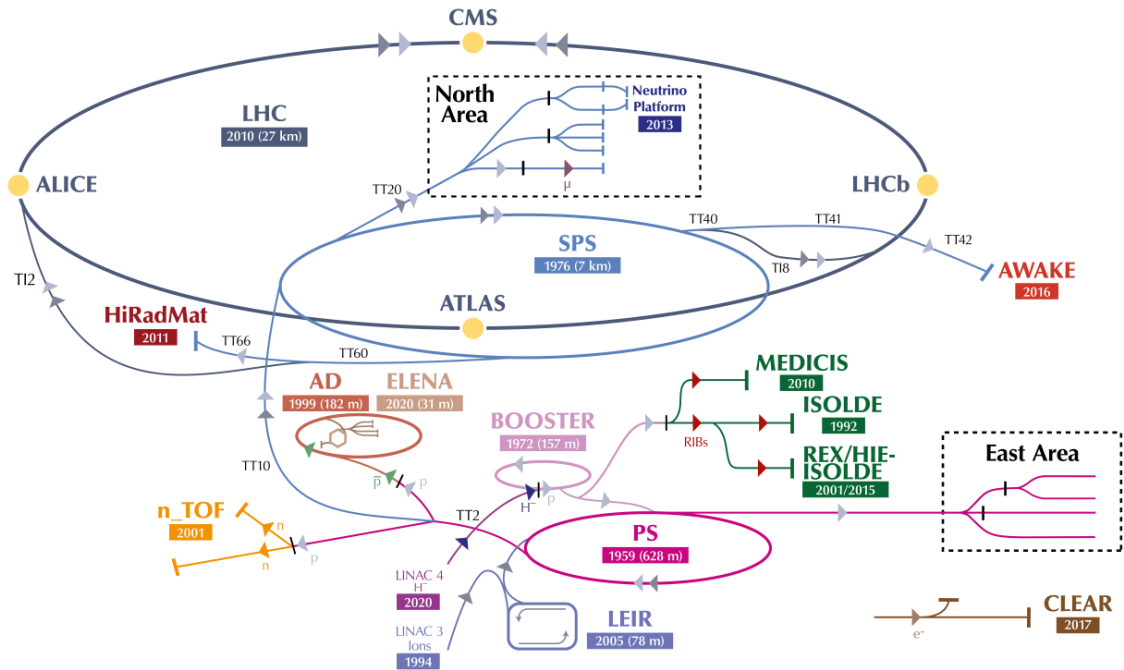 CMS
North
Area
Neutrino
Platform
2013
LHC
2010 (27 km)
ALICE
LHCb
TT20
μ
TT40
TT41
TT42
SPS
1976 (7 km)
TI8
TI2
AWAKE
2016
HiRadMat
2011
ATLAS
TT66
TT60
AD
1999 (182 m)
ELENA
2020 (31 m)
MEDICIS
2010
BOOSTER
1972 (157 m)
ISOLDE
1992
RIBs
REX/HIE-
ISOLDE
2001/2015
East Area
TT10
p̅
p
H⁻
p
n_TOF
2001
n
n
p
TT2
PS
1959 (628 m)
LINAC 4
H⁻
2020
LINAC 3
Ions
1994
LEIR
2005 (78 m)
e⁻
CLEAR
2017